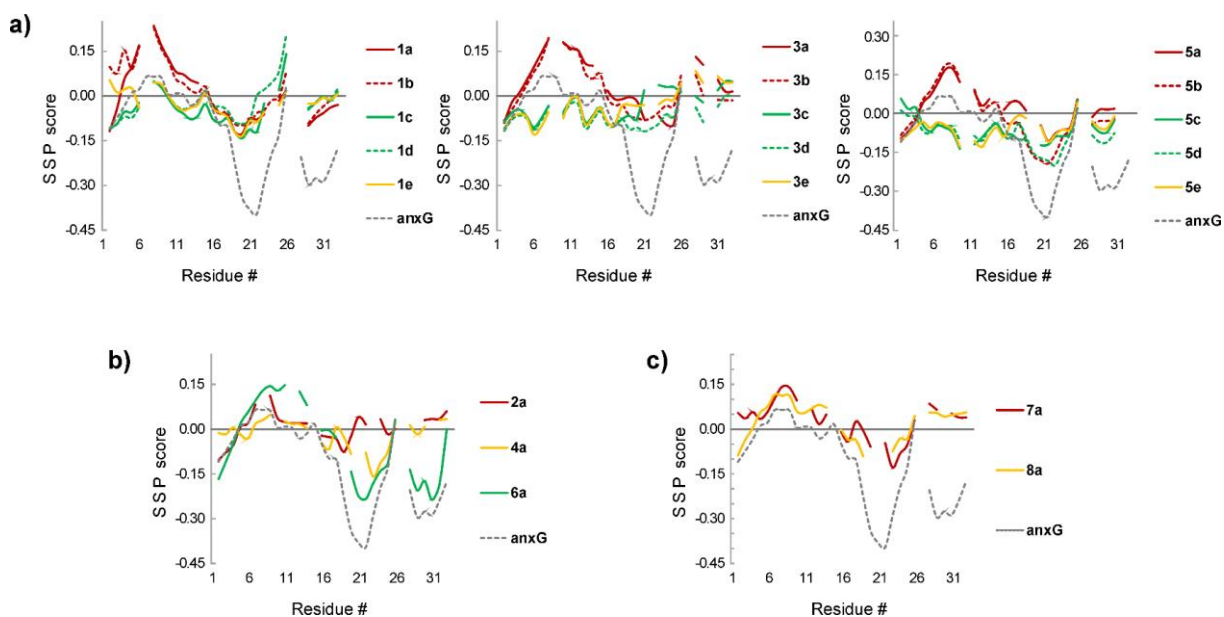 a)
SSP score
0.15
0.00
-0.15
-0.30
-0.45
1 6 11 16 21 26 31
Residue #
1a
1b
1c
1d
1e
anxG
SSP score
0.15
0.00
-0.15
-0.30
-0.45
1 6 11 16 21 26 31
Residue #
3a
3b
3c
3d
3e
anxG
SSP score
0.30
0.15
0.00
-0.15
-0.30
-0.45
1 6 11 16 21 26 31
Residue #
5a
5b
5c
5d
5e
anxG
b)
SSP score
0.15
0.00
-0.15
-0.30
-0.45
1 6 11 16 21 26 31
Residue #
2a
4a
6a
anxG
c)
SSP score
0.15
0.00
-0.15
-0.30
-0.45
1 6 11 16 21 26 31
Residue #
7a
8a
anxG